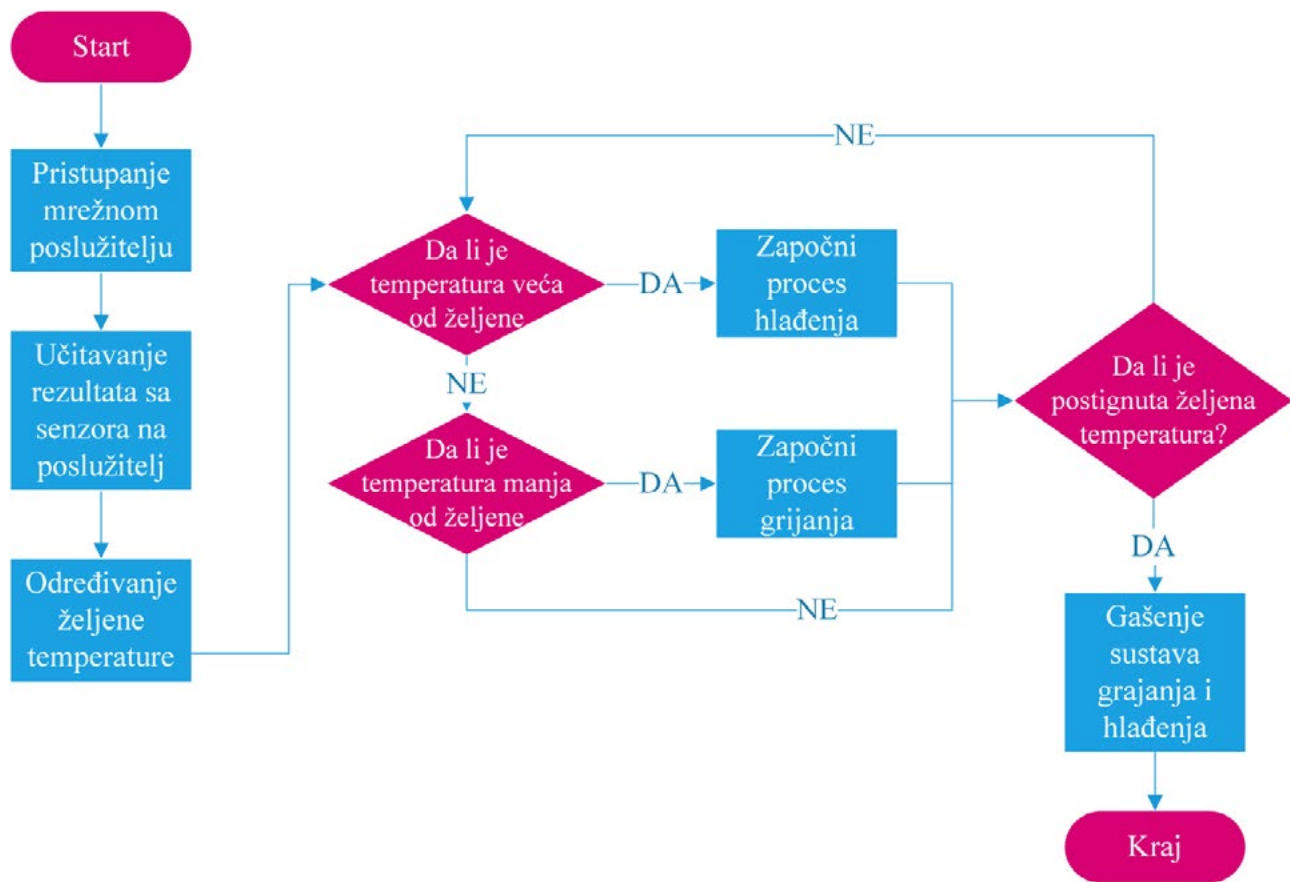 Start
Pristupanje
mrežnom
poslužitelju
Učitavanje
rezultata sa
senzora na
poslužitelj
Određivanje
željene
temperature
Da li je
temperatura veća
od željene
DA
Započni
proces
hlađenja
NE
Da li je
temperatura manja
od željene
DA
Započni
proces
grijanja
NE
NE
Da li je
postignuta željena
temperatura?
DA
Gašenje
sustava
grajanja i
hlađenja
Kraj